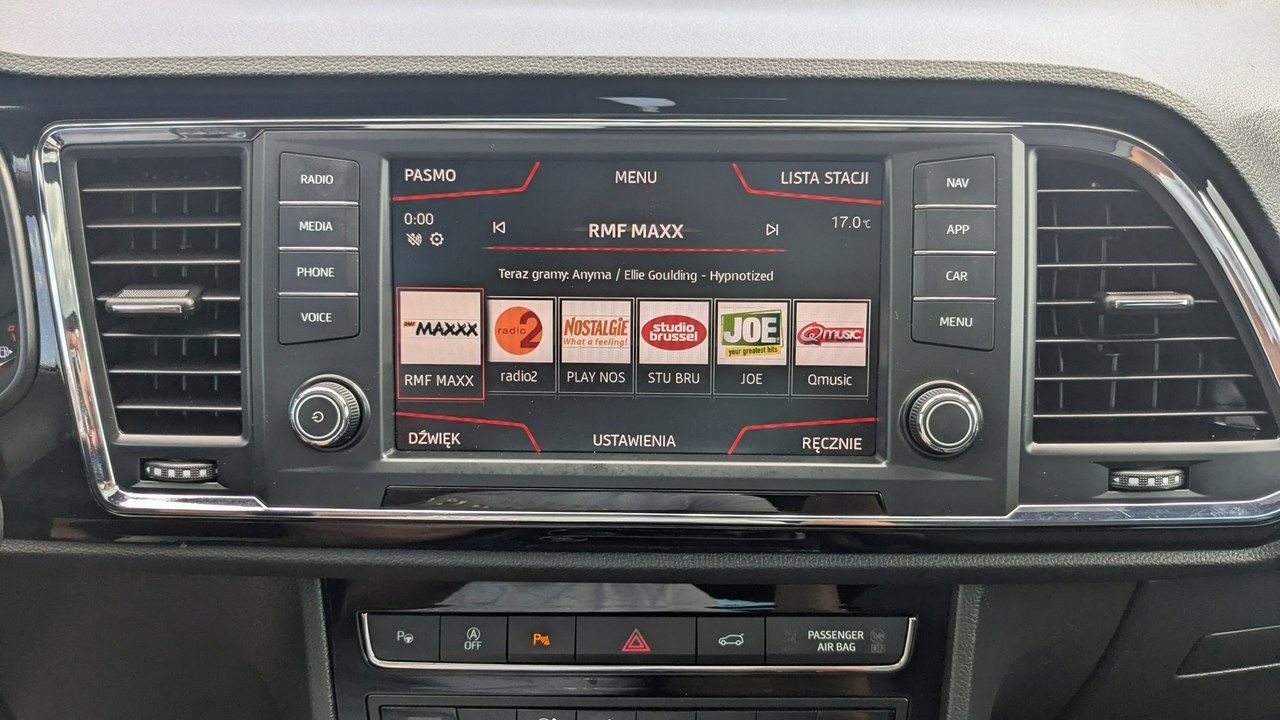 RADIO
MEDIA
PHONE
VOICE
PASMO
MENU
LISTA STACJI
0:00
RMF MAXX
17.0°C
Teraz gramy: Anyma / Ellie Goulding - Hypnotized
MAXXX
RMF MAXX
radio2
radio2
NOSTALGIE
What a feeling!
PLAY NOS
studio
brussel
STU BRU
JOE
your greatest hits
JOE
Qmusic
Qmusic
DŹWIĘK
USTAWIENIA
RĘCZNIE
NAV
APP
CAR
MENU
P
A
OFF
P
PASSENGER
AIR BAG